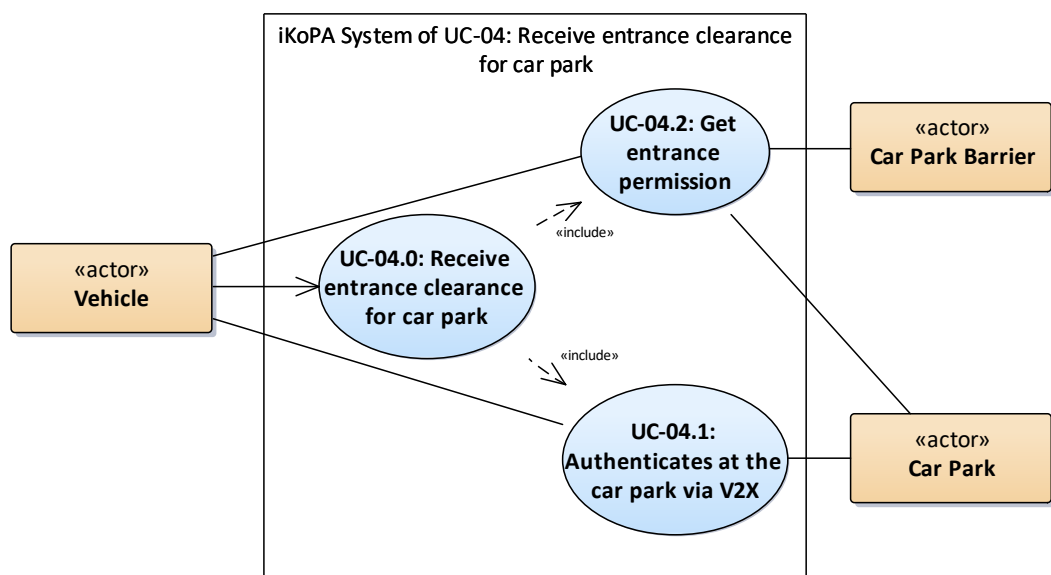 iKoPA System of UC-04: Receive entrance clearance
for car park
UC-04.2: Get
entrance
permission
«actor»
Car Park Barrier
«include»
«actor»
Vehicle
UC-04.0: Receive
entrance clearance
for car park
«include»
UC-04.1:
Authenticates at the
car park via V2X
«actor»
Car Park